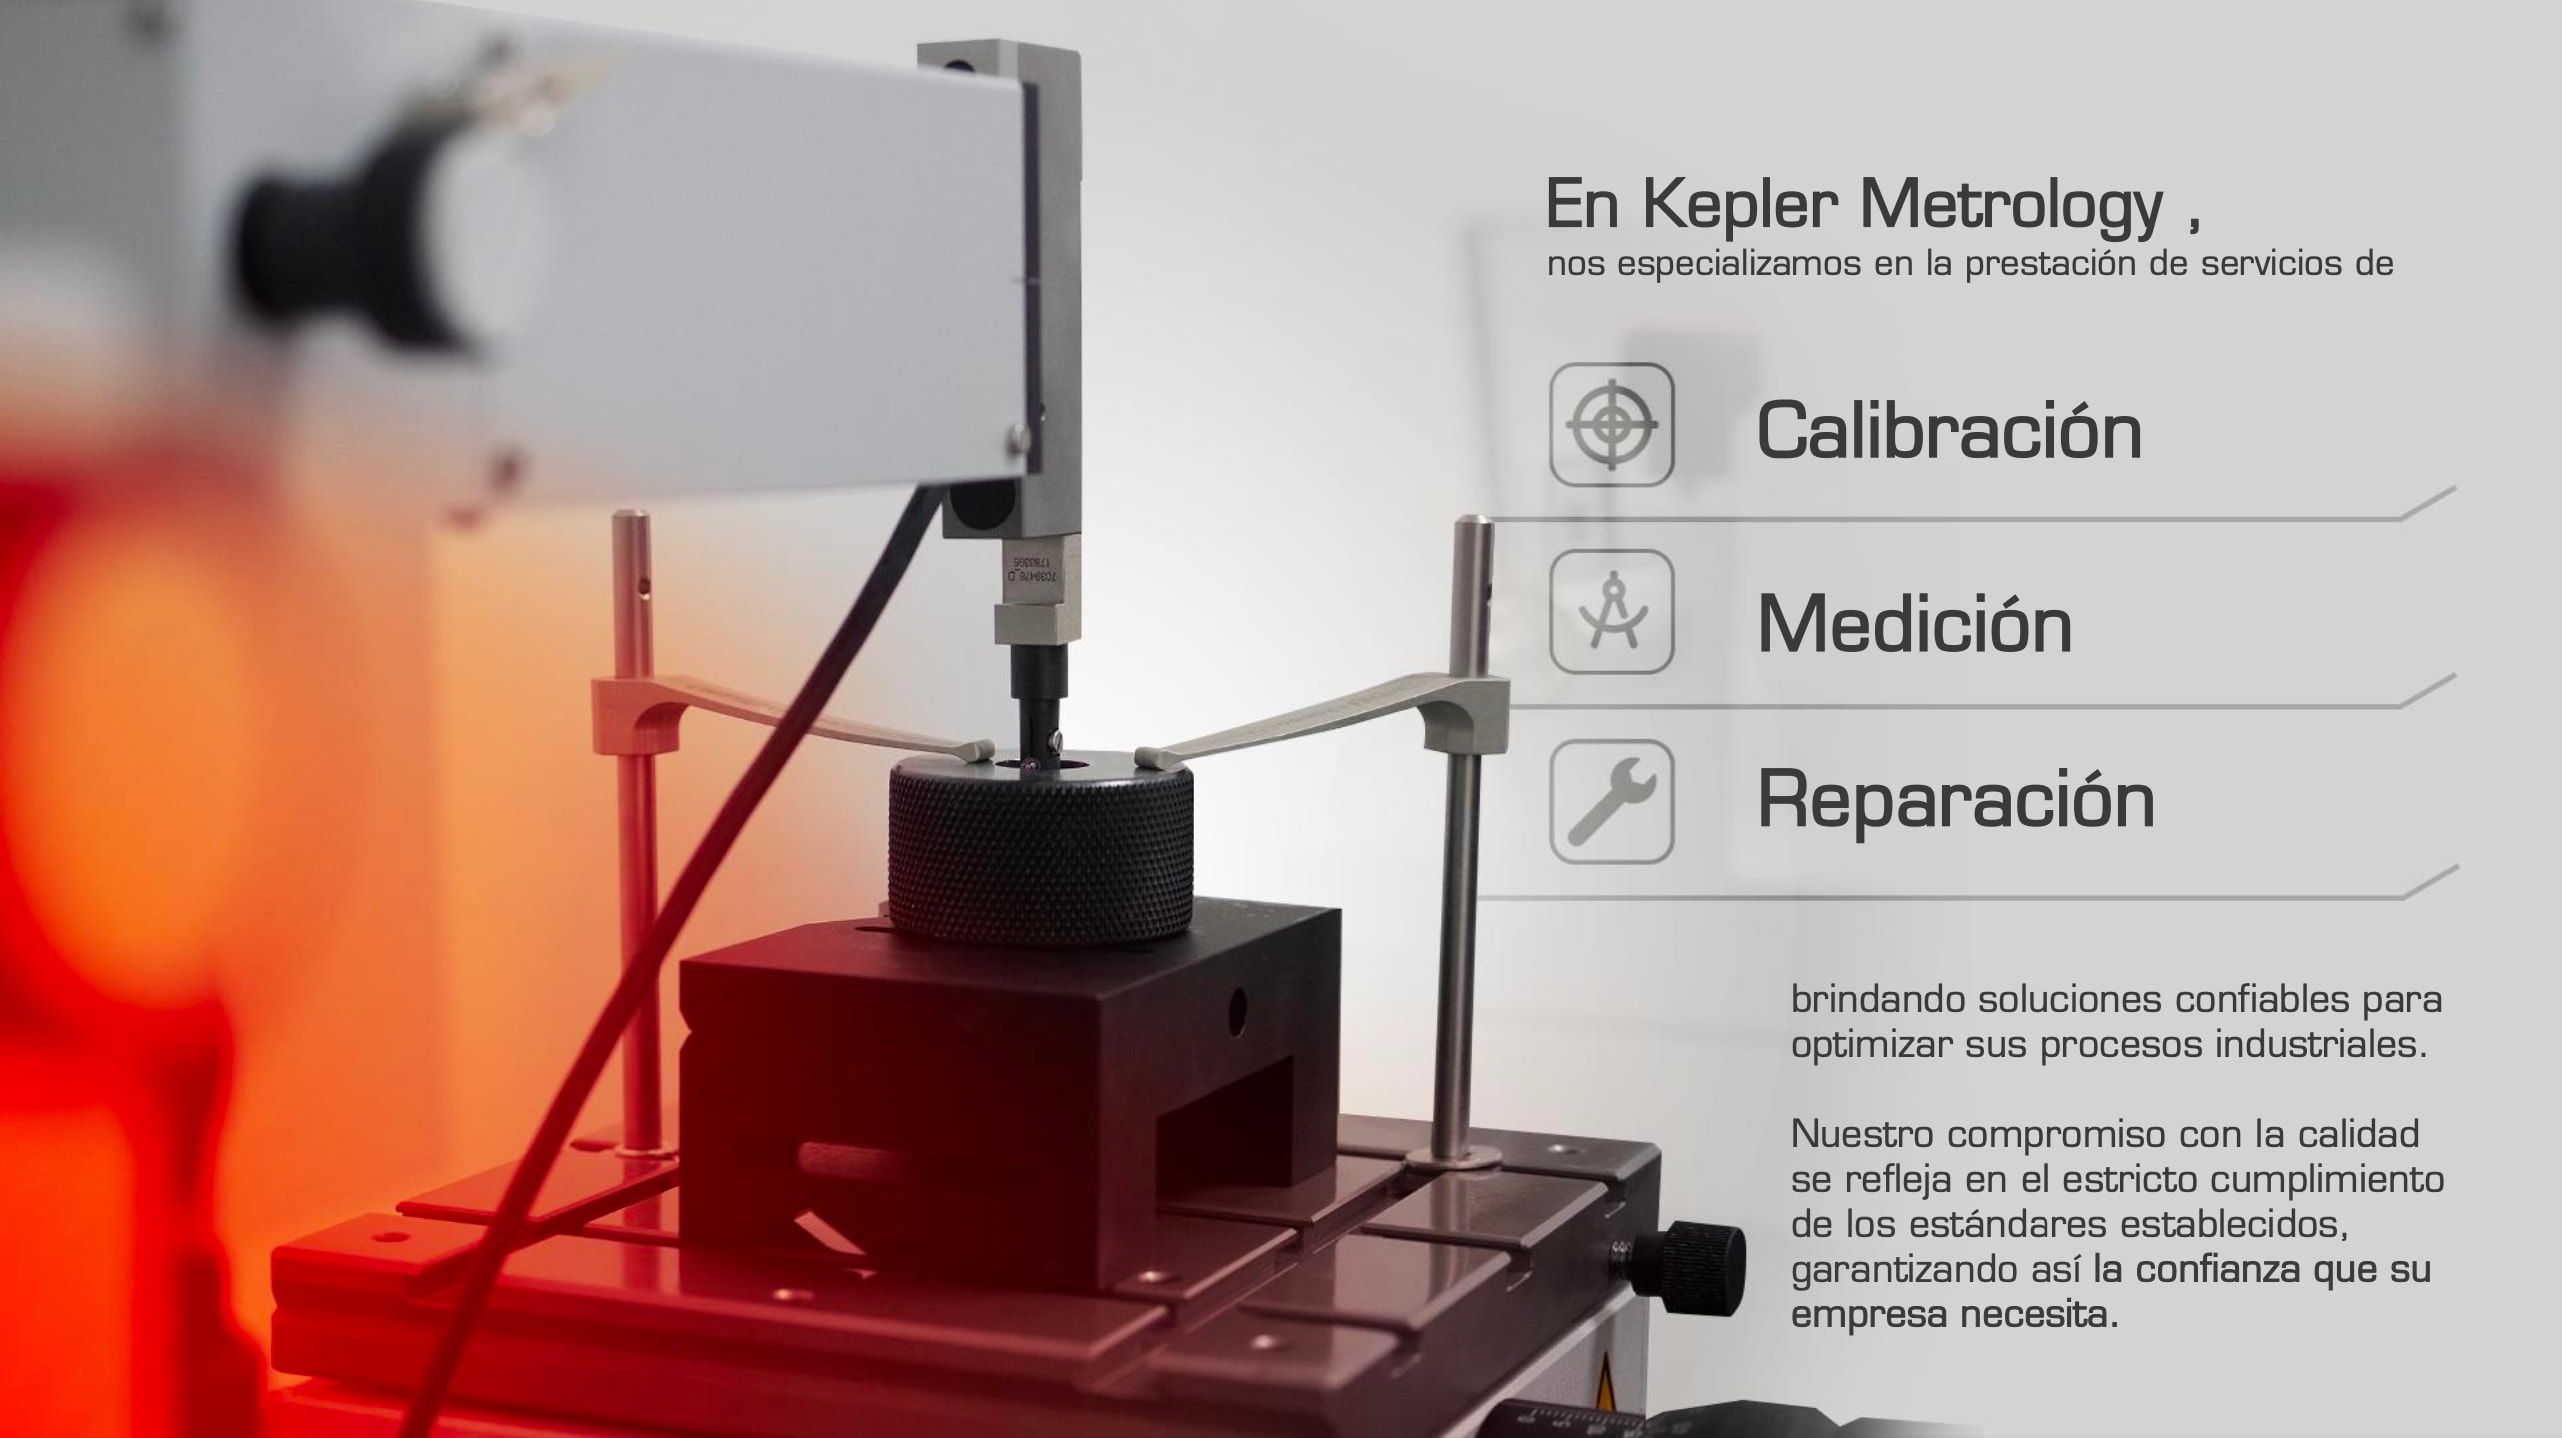 En Kepler Metrology ,
nos especializamos en la prestación de servicios de
Calibración
Medición
Reparación
brindando soluciones confiables para
optimizar sus procesos industriales.
Nuestro compromiso con la calidad
se refleja en el estricto cumplimiento
de los estándares establecidos,
garantizando así la confianza que su
empresa necesita.